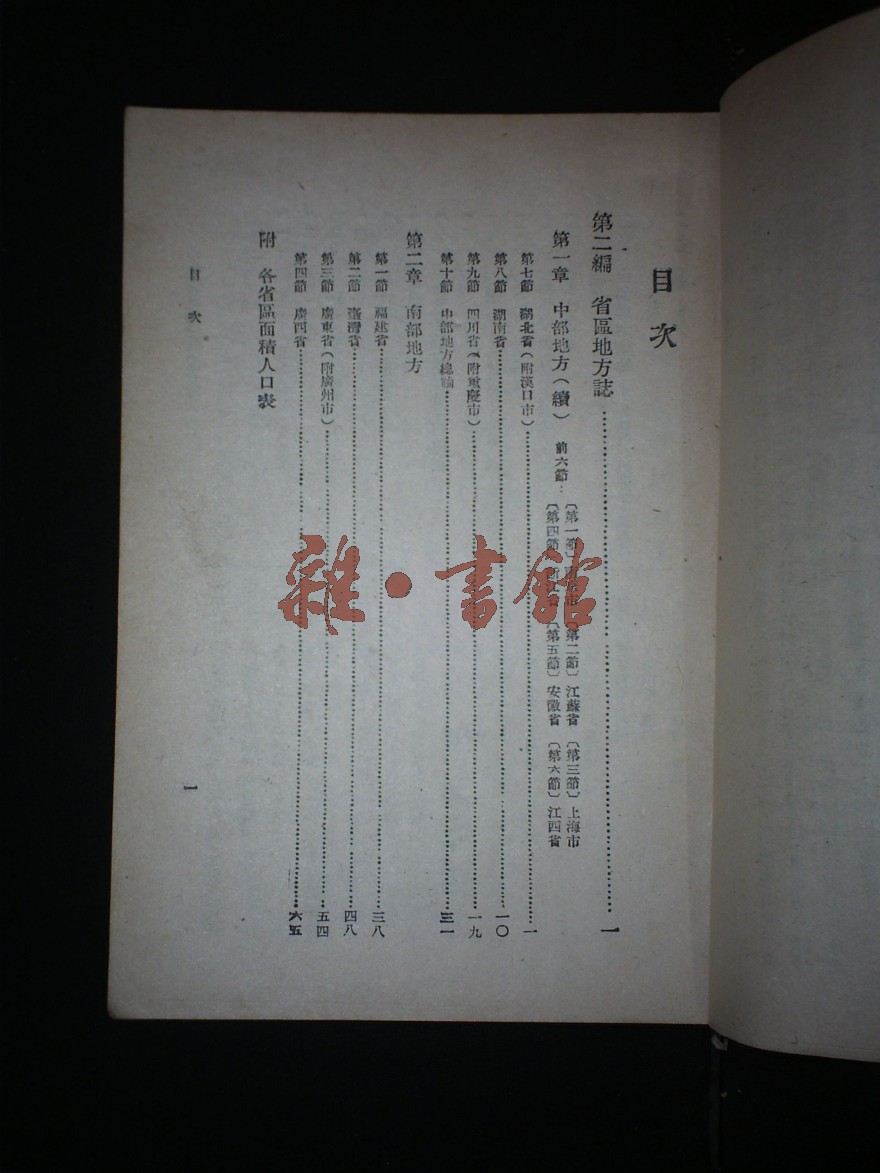 目次
第二編 省區地方誌……一
第一章 中部地方(續) 前六節:
〔第一節〕 〔第二節〕江蘇省 〔第三節〕上海市
〔第四節〕 〔第五節〕安徽省 〔第六節〕江西省
第七節 湖北省(附漢口市)……一
第八節 湖南省……一〇
第九節 四川省(附重慶市)……一九
第十節 中部地方總論……三一
第二章 南部地方
第一節 福建省……三八
第二節 臺灣省……四八
第三節 廣東省(附廣州市)……五四
第四節 廣西省……六五
附 各省區面積人口表
目次
一
雜·書館